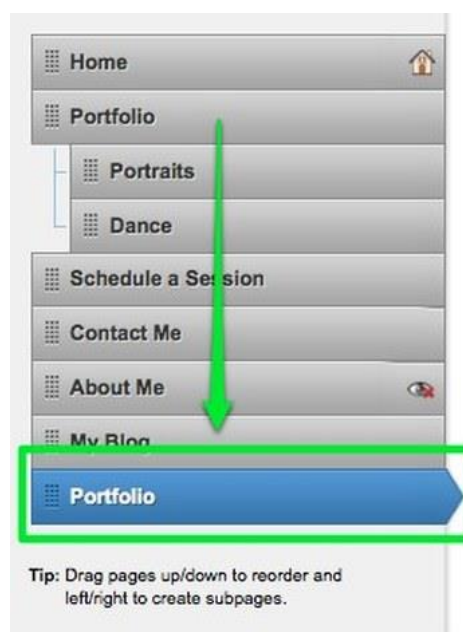 Home
Portfolio
Portraits
Dance
Schedule a Session
Contact Me
About Me
My Blog
Portfolio
Tip: Drag pages up/down to reorder and
left/right to create subpages.